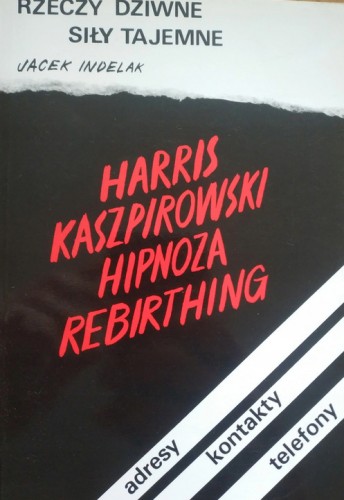 RZECZY DZIWNE
SIŁY TAJEMNE
JACEK INDELAK
HARRIS
KASZPIROWSKI
HIPNOZA
REBIRTHING
adresy
kontakty
telefony